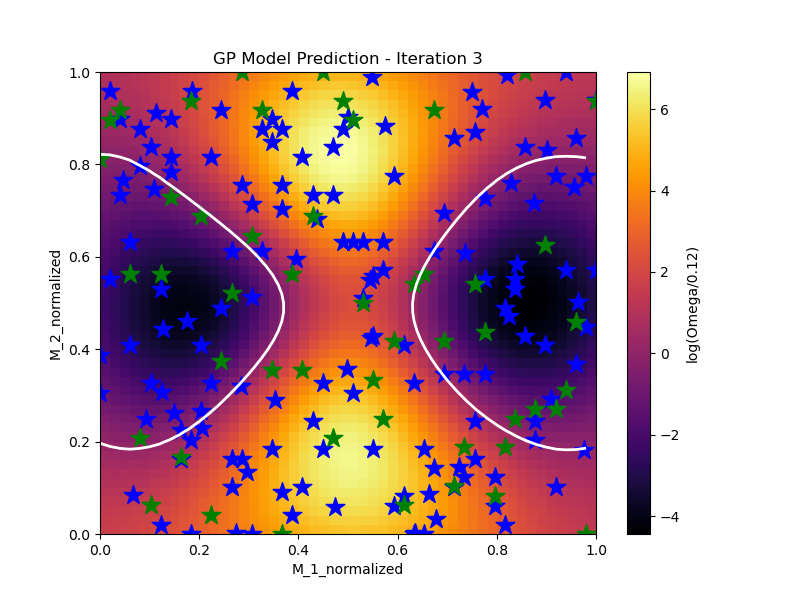 GP Model Prediction - Iteration 3
1.0
0.8
0.6
0.4
0.2
0.0
M_2_normalized
0.0 0.2 0.4 0.6 0.8 1.0
M_1_normalized
6
4
2
0
−2
−4
log(Omega/0.12)